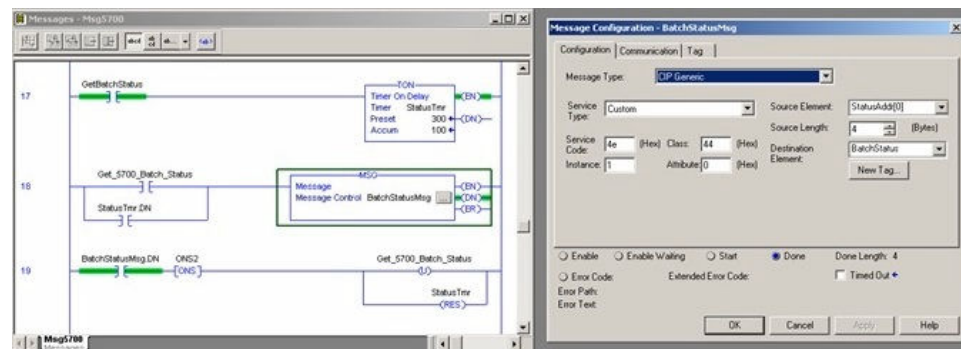 Messages - Msg5700
17
GetBatchStatus
TON
Timer On Delay
Timer StatusTmr
Preset 300
Accum 100
(EN)
(DN)
18
Get_5700_Batch_Status
StatusTmr.DN
MSG
Message
Message Control BatchStatusMsg ...
(EN)
(DN)
(ER)
19
BatchStatusMsg.DN
ONS2
[ONS]
Get_5700_Batch_Status
(U)
StatusTmr
(RES)
Msg5700
Message Configuration - BatchStatusMsg
Configuration Communication Tag
Message Type: CIP Generic
Service Type: Custom
Service Code: 4e (Hex) Class: 44 (Hex)
Instance: 1 Attribute: 0 (Hex)
Source Element: StatusAddr[0]
Source Length: 4 (Bytes)
Destination Element: BatchStatus
New Tag...
Enable Enable Waiting Start Done Done Length: 4
Error Code: Extended Error Code: Timed Out
Error Path:
Error Text:
OK Cancel Apply Help